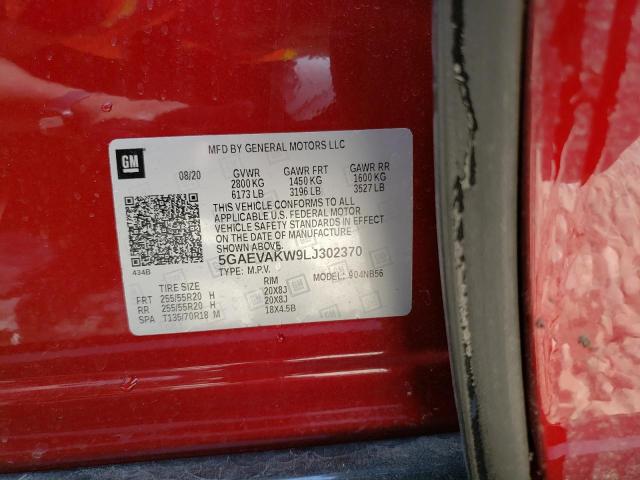 GM
MFD BY GENERAL MOTORS LLC
08/20 GVWR GAWR FRT GAWR RR
2800 KG 1450 KG 1600 KG
6173 LB 3196 LB 3527 LB
THIS VEHICLE CONFORMS TO ALL
APPLICABLE U.S. FEDERAL MOTOR
VEHICLE SAFETY STANDARDS IN EFFECT
ON THE DATE OF MANUFACTURE SHOWN ABOVE.
434B
5GAEVAKW9LJ302370
TYPE: M.P.V. MODEL: 904NB56
TIRE SIZE RIM
FRT 255/55R20 H 20X8J
RR 255/55R20 H 20X8J
SPA T135/70R18 M 18X4.5B